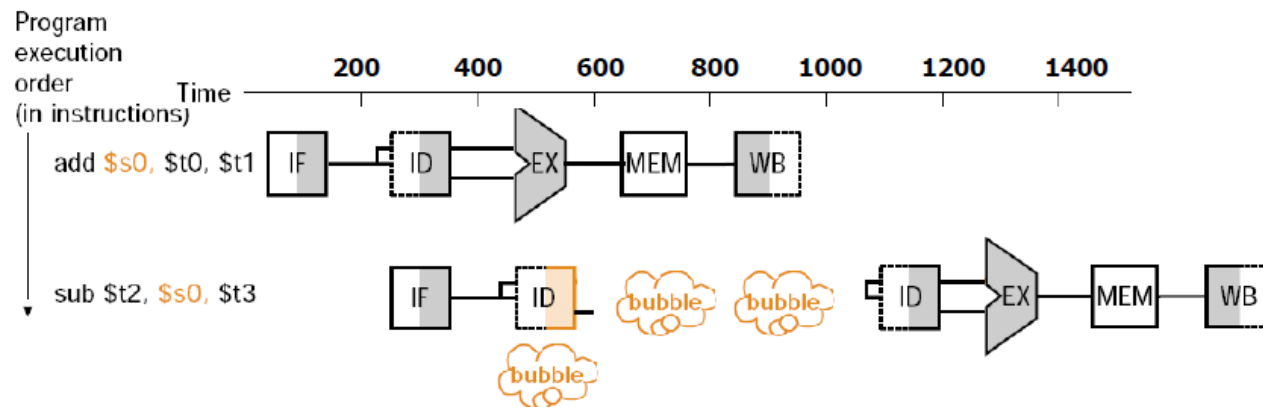 Program
execution
order
(in instructions)
Time
200 400 600 800 1000 1200 1400
add $s0, $t0, $t1
IF ID EX MEM WB
sub $t2, $s0, $t3
IF ID bubble bubble ID EX MEM WB
bubble